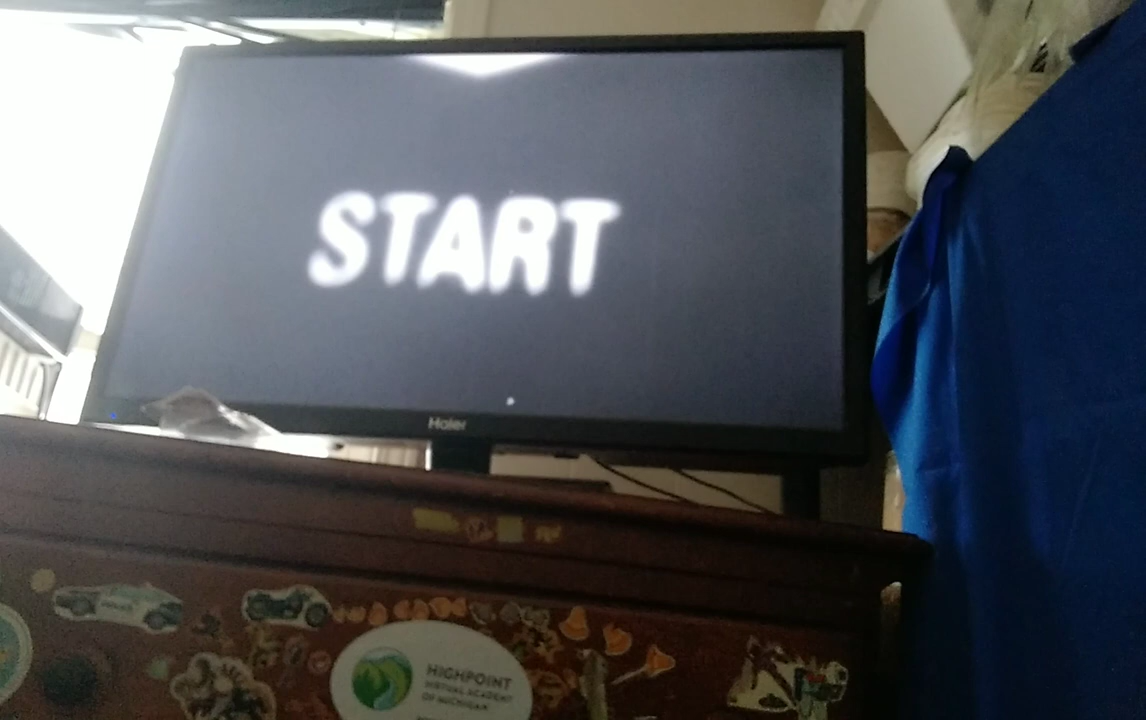 START
Haier
HIGHPOINT
VIRTUAL ACADEMY
OF MICHIGAN